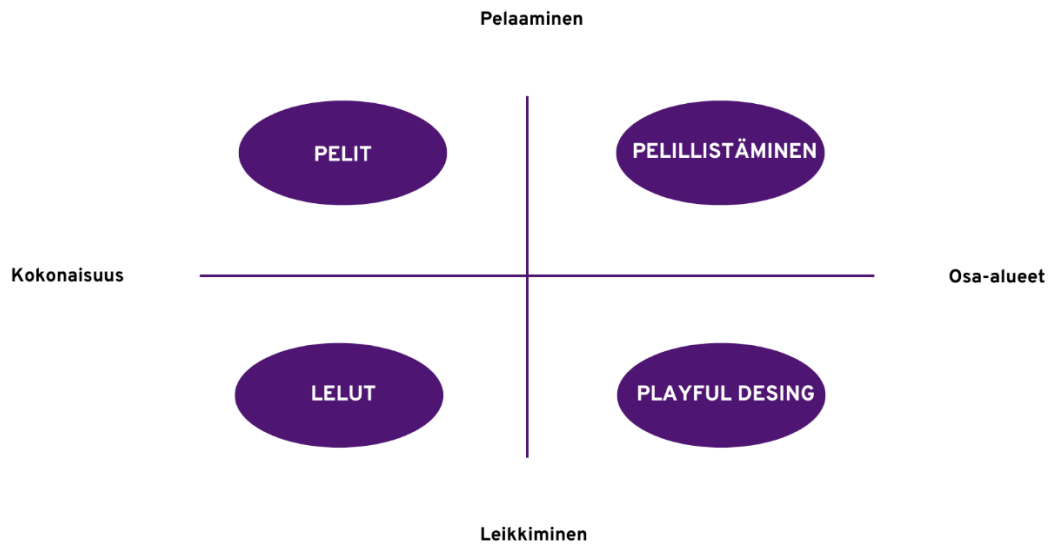 Pelaaminen
PELIT
PELILLISTÄMINEN
Kokonaisuus
Osa-alueet
LELUT
PLAYFUL DESING
Leikkiminen